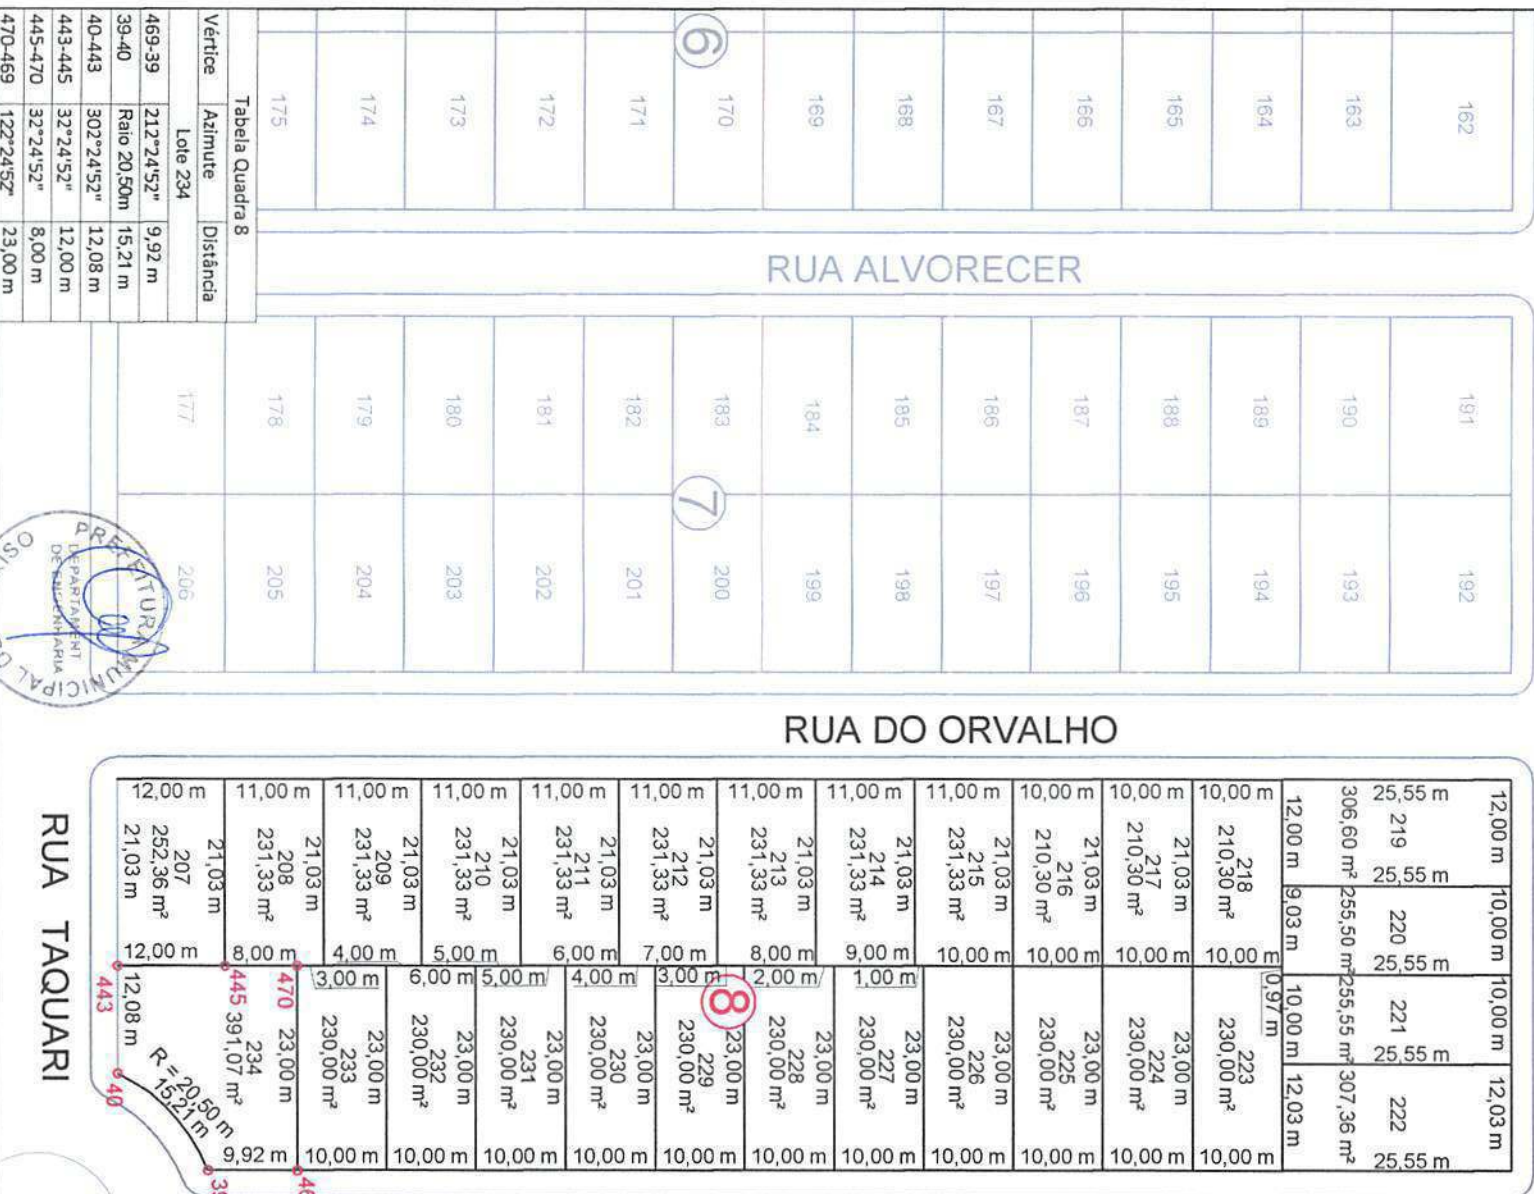 6
162
163
164
165
166
167
168
169
170
171
172
173
174
175
RUA ALVORECER
Tabela Quadra 8
Vértice Azimute Distância
Lote 234
469-39 212°24'52" 9,92 m
39-40 Raio 20,50m 15,21 m
40-443 302°24'52" 12,08 m
443-445 32°24'52" 12,00 m
445-470 32°24'52" 8,00 m
470-469 122°24'52" 23,00 m
177
178
179
180
181
182
183
184
185
186
187
188
189
190
191
7
206
205
204
203
202
201
200
199
198
197
196
195
194
193
192
PREFEITURA MUNICIPAL
DEPARTAMENT
DE ENGENHARIA
RUA DO ORVALHO
RUA TAQUARI
12,00 m
21,03 m
207
252,36 m²
21,03 m
12,00 m
11,00 m
21,03 m
208
231,33 m²
8,00 m
11,00 m
21,03 m
209
231,33 m²
4,00 m
11,00 m
21,03 m
210
231,33 m²
5,00 m
11,00 m
21,03 m
211
231,33 m²
6,00 m
11,00 m
21,03 m
212
231,33 m²
7,00 m
11,00 m
21,03 m
213
231,33 m²
8,00 m
11,00 m
21,03 m
214
231,33 m²
9,00 m
11,00 m
21,03 m
215
231,33 m²
10,00 m
10,00 m
21,03 m
216
210,30 m²
10,00 m
10,00 m
21,03 m
217
210,30 m²
10,00 m
10,00 m
218
210,30 m²
10,00 m
12,00 m
25,55 m
219
306,60 m²
25,55 m
12,00 m
10,00 m
220
255,50 m²
25,55 m
9,03 m
10,00 m
221
255,55 m²
25,55 m
10,00 m
0,97 m
12,03 m
222
307,36 m²
25,55 m
12,03 m
8
443
445
470
40
12,08 m
R = 20,50 m
15,21 m
23,00 m
234
391,07 m²
9,92 m
3,00 m
23,00 m
233
230,00 m²
10,00 m
6,00 m
23,00 m
232
230,00 m²
10,00 m
5,00 m
23,00 m
231
230,00 m²
10,00 m
4,00 m
23,00 m
230
230,00 m²
10,00 m
3,00 m
23,00 m
229
230,00 m²
10,00 m
2,00 m
23,00 m
228
230,00 m²
10,00 m
1,00 m
23,00 m
227
230,00 m²
10,00 m
23,00 m
226
230,00 m²
10,00 m
23,00 m
225
230,00 m²
10,00 m
23,00 m
224
230,00 m²
10,00 m
223
230,00 m²
10,00 m